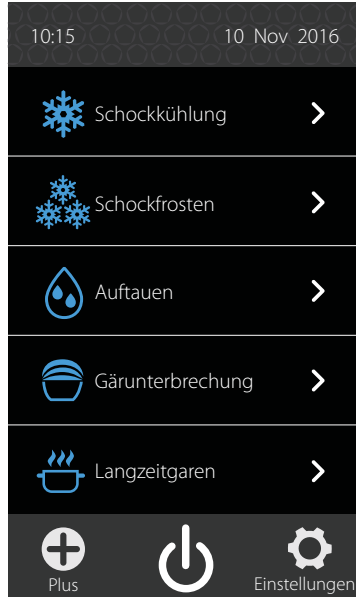 10:15 10 Nov 2016
Schockkühlung
Schockfrosten
Auftauen
Gärunterbrechung
Langzeitgaren
Plus Einstellungen